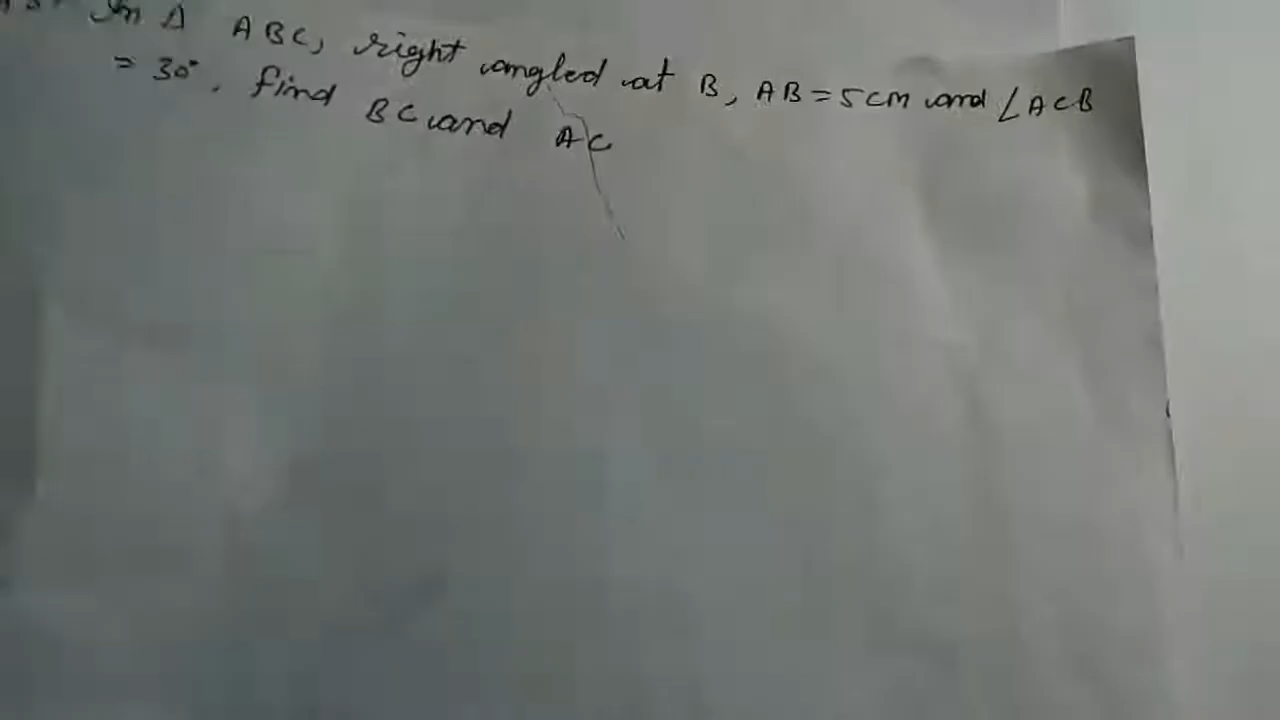 In Δ ABC, right angled at B, AB = 5 cm and ∠ACB
= 30°. find BC and AC